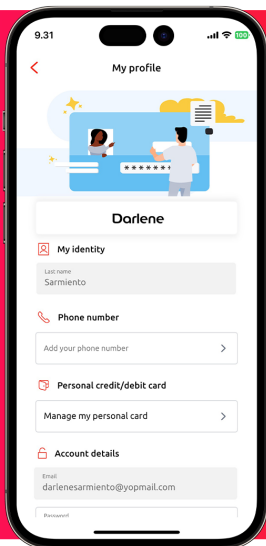 9.31
100
My profile
Darlene
My identity
Last name
Sarmiento
Phone number
Add your phone number
Personal credit/debit card
Manage my personal card
Account details
Email
darlenesarmiento@yopmail.com
Password